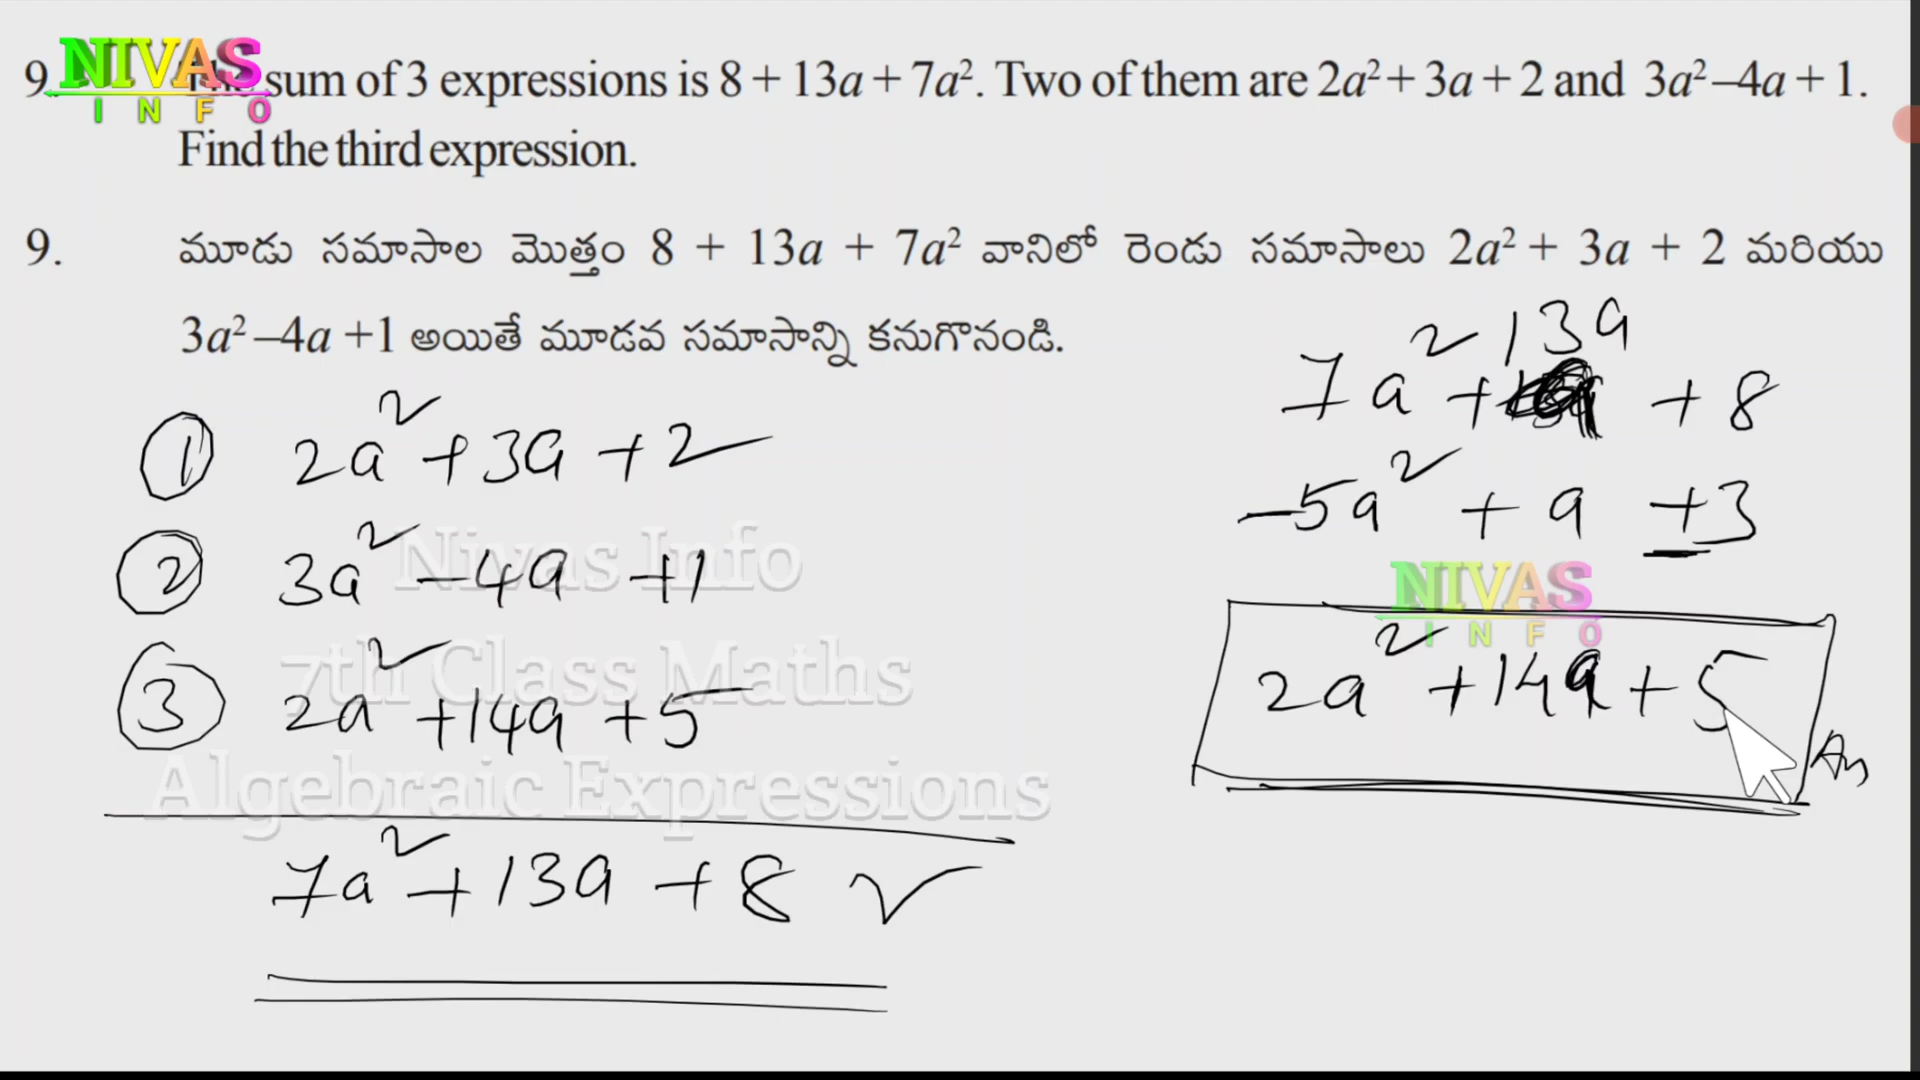 NIVAS
INFO
9. The sum of 3 expressions is 8 + 13a + 7a². Two of them are 2a² + 3a + 2 and 3a² –4a + 1.
Find the third expression.
9. మూడు సమాసాల మొత్తం 8 + 13a + 7a² వానిలో రెండు సమాసాలు 2a² + 3a + 2 మరియు
3a² –4a +1 అయితే మూడవ సమాసాన్ని కనుగొనండి.
① 2a² + 3a + 2
② 3a² – 4a + 1
③ 2a² + 14a + 5
7a² + 13a + 8 ✓
13a
7a² + + 8
–5a² + a + 3
2a² + 14a + 5
Ans
Nivas Info
7th Class Maths
Algebraic Expressions
NIVAS
INFO